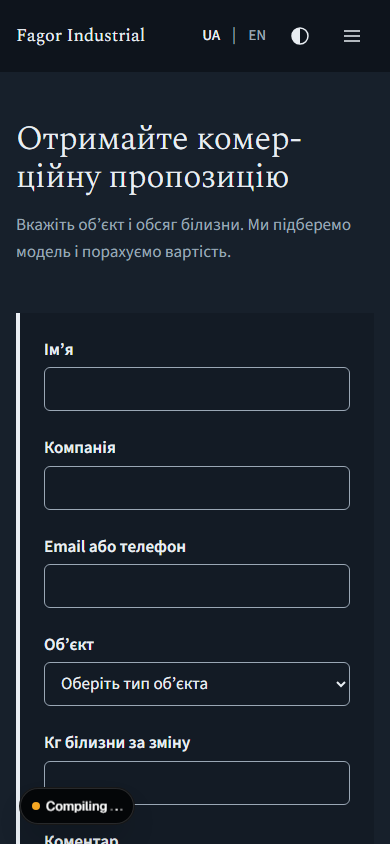 Fagor Industrial
UA | EN
Отримайте комер-
ційну пропозицію
Вкажіть об’єкт і обсяг білизни. Ми підберемо
модель і порахуємо вартість.
Ім’я
Компанія
Email або телефон
Об’єкт
Оберіть тип об’єкта
Кг білизни за зміну
Compiling...
Коментар